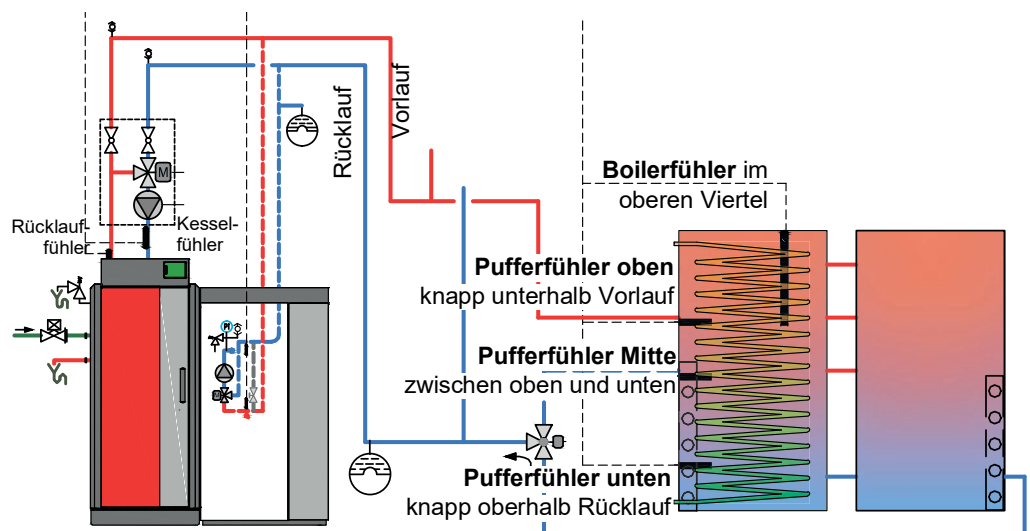 Rücklauf
Vorlauf
Rücklauf-
fühler
Kessel-
fühler
M
PI
M
Boilerfühler im
oberen Viertel
Pufferfühler oben
knapp unterhalb Vorlauf
Pufferfühler Mitte
zwischen oben und unten
Pufferfühler unten
knapp oberhalb Rücklauf